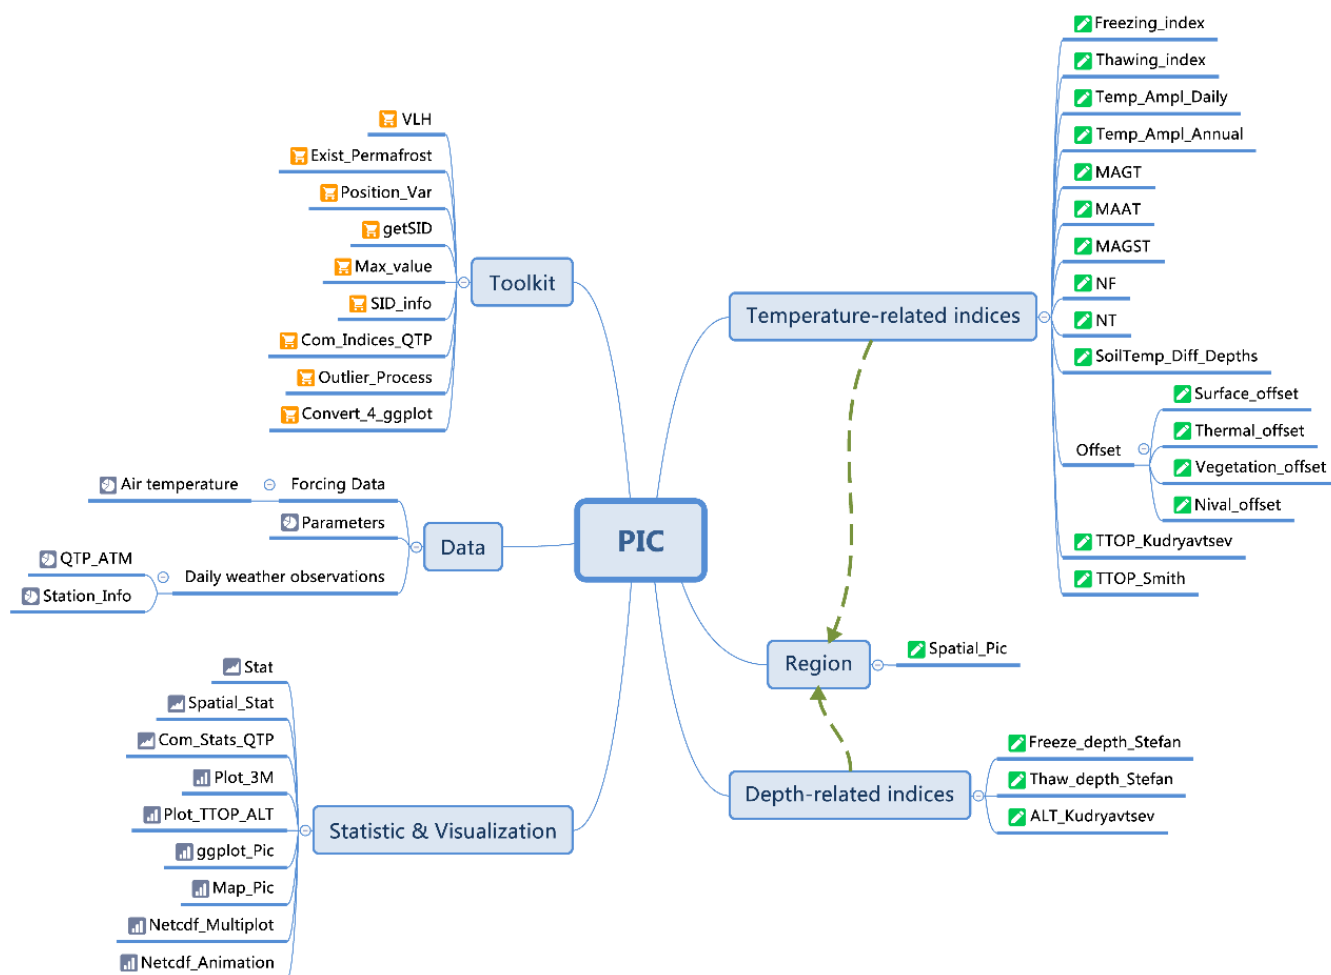 PIC
Toolkit
VLH
Exist_Permafrost
Position_Var
getSID
Max_value
SID_info
Com_Indices_QTP
Outlier_Process
Convert_4_ggplot
Data
Forcing Data
Air temperature
Parameters
Daily weather observations
QTP_ATM
Station_Info
Statistic & Visualization
Stat
Spatial_Stat
Com_Stats_QTP
Plot_3M
Plot_TTOP_ALT
ggplot_Pic
Map_Pic
Netcdf_Multiplot
Netcdf_Animation
Temperature-related indices
Freezing_index
Thawing_index
Temp_Ampl_Daily
Temp_Ampl_Annual
MAGT
MAAT
MAGST
NF
NT
SoilTemp_Diff_Depths
Offset
Surface_offset
Thermal_offset
Vegetation_offset
Nival_offset
TTOP_Kudryavtsev
TTOP_Smith
Region
Spatial_Pic
Depth-related indices
Freeze_depth_Stefan
Thaw_depth_Stefan
ALT_Kudryavtsev